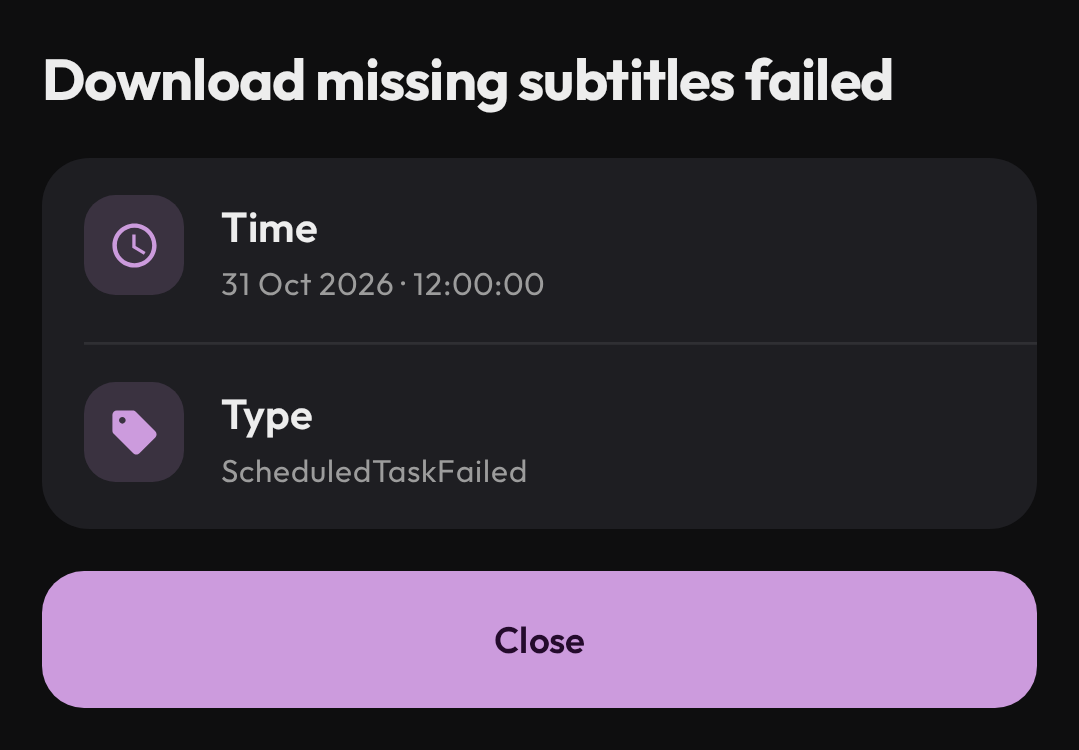 Download missing subtitles failed
Time
31 Oct 2026 · 12:00:00
Type
ScheduledTaskFailed
Close